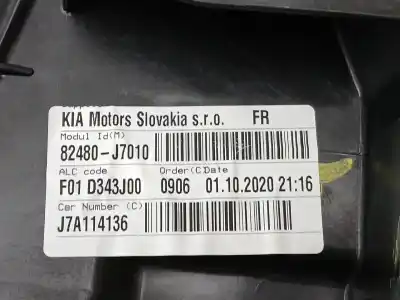 KIA Motors Slovakia s.r.o. FR
Modul Id(M)
82480-J7010
ALC code Order(C)Date
F01 D343J00 0906 01.10.2020 21:16
Car Number (C)
J7A114136